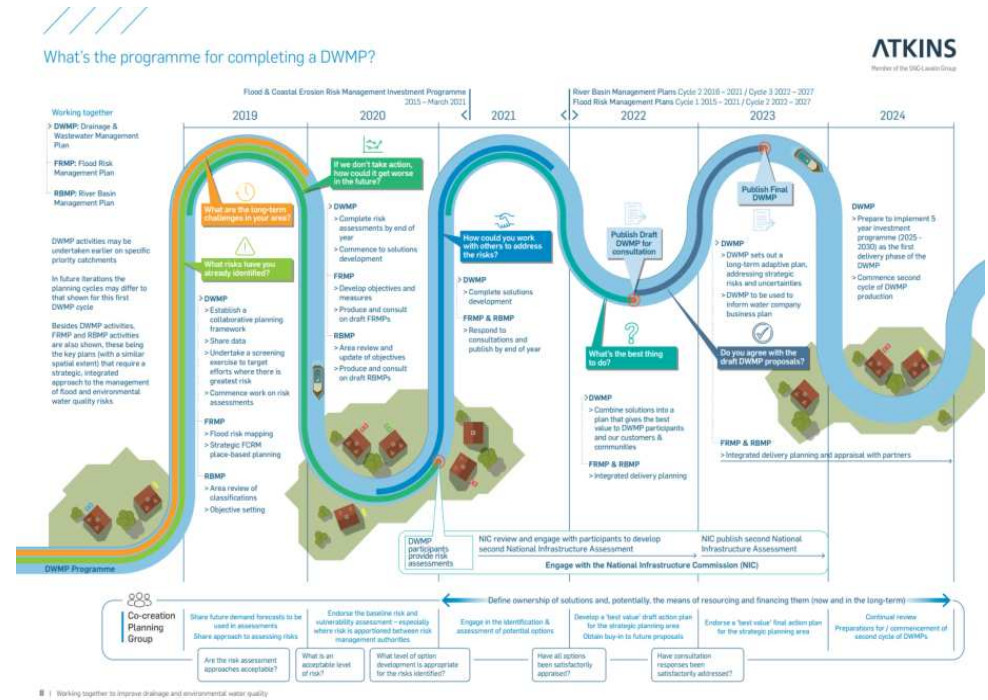 What's the programme for completing a DWMP?
ATKINS
Member of the SNC-Lavalin Group
Working together
> DWMP: Drainage &
Wastewater Management
Plan
FRMP: Flood Risk
Management Plan
RBMP: River Basin
Management Plan
DWMP activities may be
undertaken earlier on specific
priority catchments
In future iterations the
planning cycles may differ to
that shown for this first
DWMP cycle
Besides DWMP activities,
FRMP and RBMP activities
are also shown, these being
the key plans (with a similar
spatial extent) that require a
strategic, integrated
approach to the management
of flood and environmental
water quality risks
Flood & Coastal Erosion Risk Management Investment Programme
2015 – March 2021
River Basin Management Plans Cycle 2 2016 – 2021 / Cycle 3 2022 – 2027
Flood Risk Management Plans Cycle 1 2015 – 2021 / Cycle 2 2022 – 2027
2019
2020
2021
2022
2023
2024
What are the long-term
challenges in your area?
What risks have you
already identified?
> DWMP
> Establish a
collaborative planning
framework
> Share data
> Undertake a screening
exercise to target
efforts where there is
greatest risk
> Commence work on risk
assessments
FRMP
> Flood risk mapping
> Strategic FCRM
place-based planning
RBMP
> Area review of
classifications
> Objective setting
If we don't take action,
how could it get worse
in the future?
> DWMP
> Complete risk
assessments by end of
year
> Commence to solutions
development
FRMP
> Develop objectives and
measures
> Produce and consult
on draft FRMPs
RBMP
> Area review and
update of objectives
> Produce and consult
on draft RBMPs
How could you work
with others to address
the risks?
> DWMP
> Complete solutions
development
FRMP & RBMP
> Respond to
consultations and
publish by end of year
Publish Draft
DWMP for
consultation
What's the best thing
to do?
> DWMP
> Combine solutions into a
plan that gives the best
value to DWMP participants
and our customers &
communities
FRMP & RBMP
> Integrated delivery planning
Publish Final
DWMP
> DWMP
> DWMP sets out a
long-term adaptive plan,
addressing strategic
risks and uncertainties
> DWMP to be used to
inform water company
business plan
Do you agree with the
draft DWMP proposals?
FRMP & RBMP
> Integrated delivery planning and appraisal with partners
DWMP
> Prepare to implement 5
year investment
programme (2025 -
2030) as the first
delivery phase of the
DWMP
> Commence second
cycle of DWMP
production
DWMP Programme
DWMP
participants
provide risk
assessments
NIC review and engage with participants to develop
second National Infrastructure Assessment
NIC publish second National
Infrastructure Assessment
Engage with the National Infrastructure Commission (NIC)
Co-creation
Planning
Group
Define ownership of solutions and, potentially, the means of resourcing and financing them (now and in the long-term)
Share future demand forecasts to be
used in assessments
Share approach to assessing risks
Endorse the baseline risk and
vulnerability assessment – especially
where risk is apportioned between risk
management authorities
Engage in the identification &
assessment of potential options
Develop a 'best value' draft action plan
for the strategic planning area
Obtain buy-in to future proposals
Endorse a 'best value' final action plan
for the strategic planning area
Continual review
Preparations for / commencement of
second cycle of DWMPs
Are the risk assessment
approaches acceptable?
What is an
acceptable level
of risk?
What level of option
development is appropriate
for the risks identified?
Have all options
been satisfactorily
appraised?
Have consultation
responses been
satisfactorily addressed?
8 | Working together to improve drainage and environmental water quality